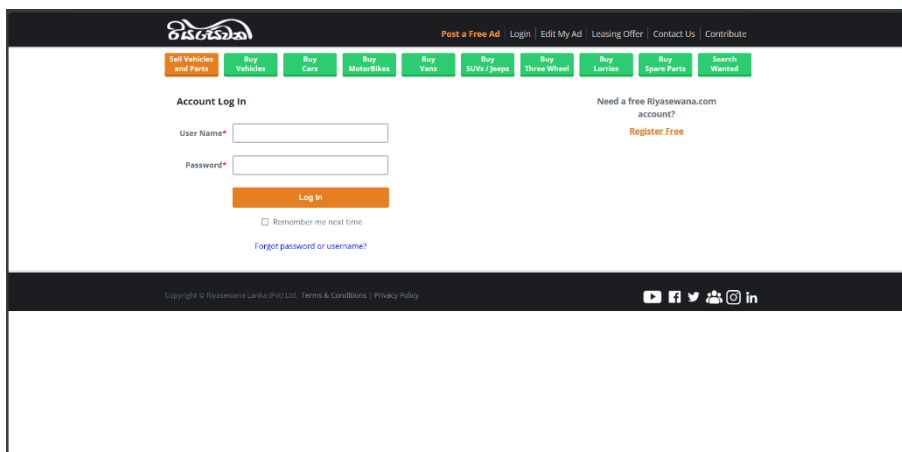 රියසෙවන
Post a Free Ad | Login | Edit My Ad | Leasing Offer | Contact Us | Contribute
Sell Vehicles and Parts
Buy Vehicles
Buy Cars
Buy MotorBikes
Buy Vans
Buy SUVs / Jeeps
Buy Three Wheel
Buy Lorries
Buy Spare Parts
Search Wanted
Account Log In
User Name*
Password*
Log In
Remember me next time
Forgot password or username?
Need a free Riyasewana.com
account?
Register Free
Copyright © Riyasewana Lanka (Pvt) Ltd. Terms & Conditions | Privacy Policy